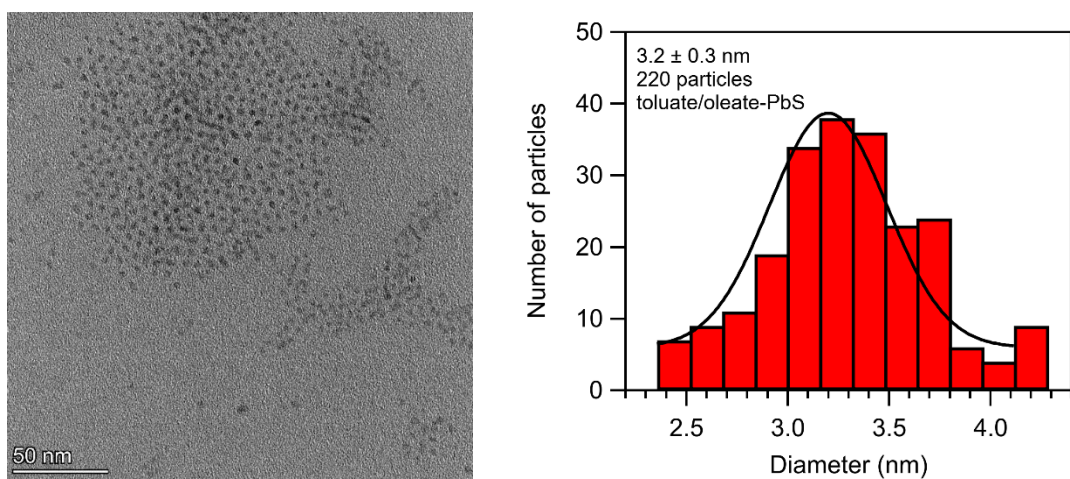 50 nm
50
3.2 ± 0.3 nm
220 particles
toluate/oleate-PbS
40
30
20
10
0
Number of particles
2.5 3.0 3.5 4.0
Diameter (nm)